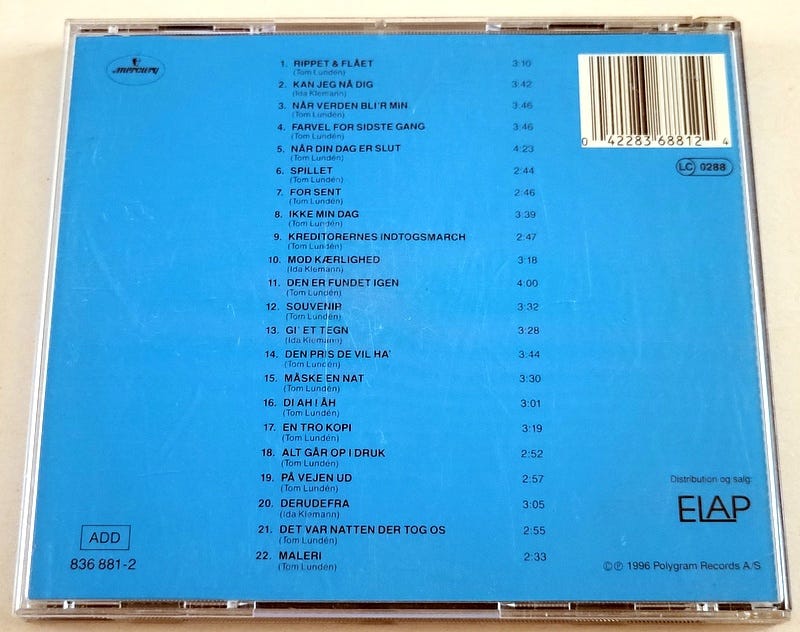 mercury
1. RIPPET & FLÅET 3:10
(Tom Lundén)
2. KAN JEG NÅ DIG 3:42
(Ida Klemann)
3. NÅR VERDEN BLI'R MIN 3:46
(Tom Lundén)
4. FARVEL FOR SIDSTE GANG 3:46
(Tom Lundén)
5. NÅR DIN DAG ER SLUT 4:23
(Tom Lundén)
6. SPILLET 2:44
(Tom Lundén)
7. FOR SENT 2:46
(Tom Lundén)
8. IKKE MIN DAG 3:39
(Tom Lundén)
9. KREDITORERNES INDTOGSMARCH 2:47
(Tom Lundén)
10. MOD KÆRLIGHED 3:18
(Ida Klemann)
11. DEN ER FUNDET IGEN 4:00
(Tom Lundén)
12. SOUVENIR 3:32
(Tom Lundén)
13. GI' ET TEGN 3:28
(Ida Klemann)
14. DEN PRIS DE VIL HA' 3:44
(Tom Lundén)
15. MÅSKE EN NAT 3:30
(Tom Lundén)
16. DI AH I ÅH 3:01
(Tom Lundén)
17. EN TRO KOPI 3:19
(Tom Lundén)
18. ALT GÅR OP I DRUK 2:52
(Tom Lundén)
19. PÅ VEJEN UD 2:57
(Tom Lundén)
20. DERUDEFRA 3:05
(Ida Klemann)
21. DET VAR NATTEN DER TOG OS 2:55
(Tom Lundén)
22. MALERI 2:33
(Tom Lundén)
0 42283 68812 4
LC 0288
Distribution og salg:
ELAP
ADD
836 881-2
© ℗ 1996 Polygram Records A/S